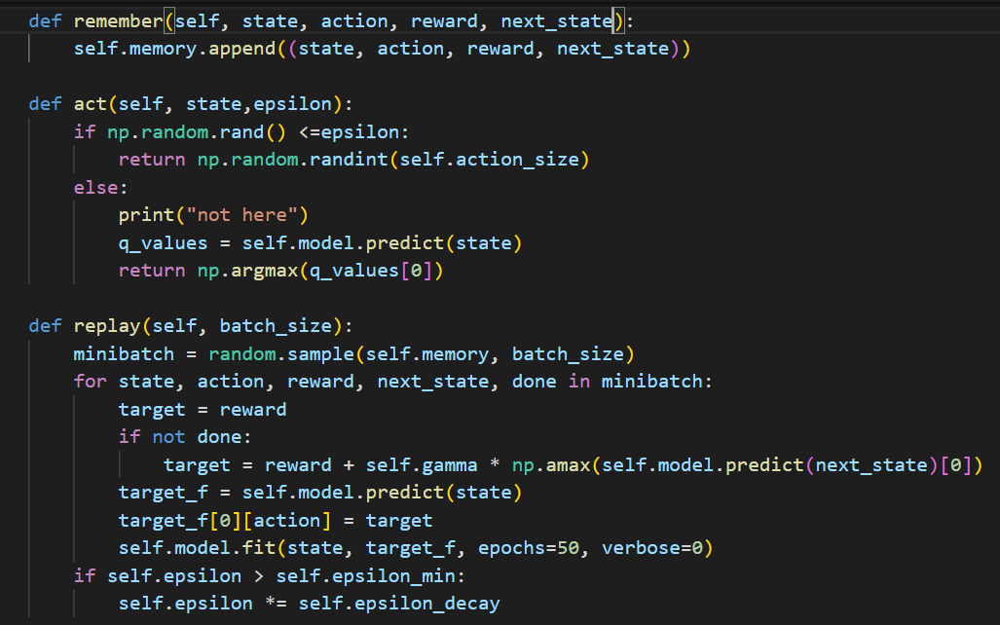 def remember(self, state, action, reward, next_state):
    self.memory.append((state, action, reward, next_state))
def act(self, state,epsilon):
    if np.random.rand() <=epsilon:
        return np.random.randint(self.action_size)
    else:
        print("not here")
        q_values = self.model.predict(state)
        return np.argmax(q_values[0])
def replay(self, batch_size):
    minibatch = random.sample(self.memory, batch_size)
    for state, action, reward, next_state, done in minibatch:
        target = reward
        if not done:
            target = reward + self.gamma * np.amax(self.model.predict(next_state)[0])
        target_f = self.model.predict(state)
        target_f[0][action] = target
        self.model.fit(state, target_f, epochs=50, verbose=0)
    if self.epsilon > self.epsilon_min:
        self.epsilon *= self.epsilon_decay